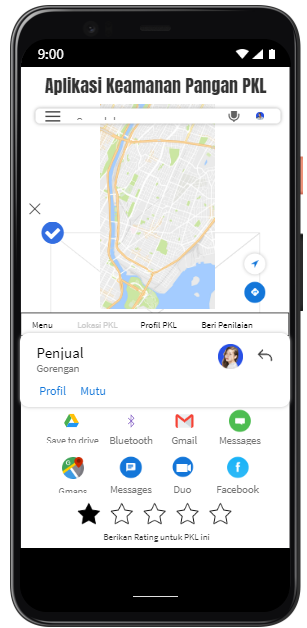 9:00
Aplikasi Keamanan Pangan PKL
Menu Lokasi PKL Profil PKL Beri Penilaian
Penjual
Gorengan
Profil Mutu
Save to drive Bluetooth Gmail Messages
Gmaps Messages Duo Facebook
Berikan Rating untuk PKL ini